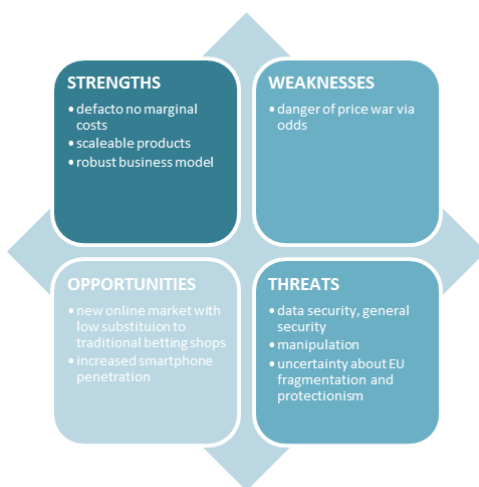 STRENGTHS
• defacto no marginal
costs
• scaleable products
• robust business model
WEAKNESSES
• danger of price war via
odds
OPPORTUNITIES
• new online market with
low substituion to
traditional betting shops
• increased smartphone
penetration
THREATS
• data security, general
security
• manipulation
• uncertainty about EU
fragmentation and
protectionism